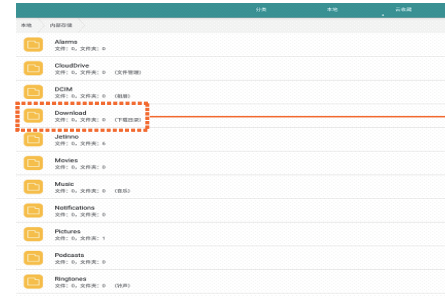 分类 本地 云收藏
本地 内部存储
Alarms
文件: 0, 文件夹: 0
CloudDrive
文件: 0, 文件夹: 0 (文件管理)
DCIM
文件: 0, 文件夹: 0 (相册)
Download
文件: 0, 文件夹: 0 (下载目录)
Jetinno
文件: 0, 文件夹: 6
Movies
文件: 0, 文件夹: 0
Music
文件: 0, 文件夹: 0 (音乐)
Notifications
文件: 0, 文件夹: 0
Pictures
文件: 0, 文件夹: 1
Podcasts
文件: 0, 文件夹: 0
Ringtones
文件: 0, 文件夹: 0 (铃声)